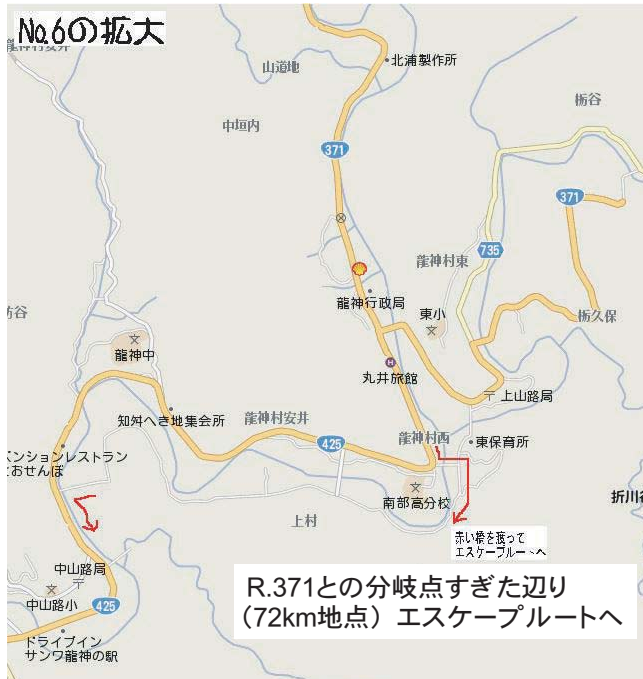 No.6の拡大
龍神村安井
山道地
北浦製作所
中垣内
栃谷
371
371
735
龍神村東
龍神行政局
東小
栃久保
谷
龍神中
丸井旅館
上山路局
知舛へき地集会所
龍神村安井
425
龍神村西
東保育所
ペンションレストラン
とおせんぼ
南部高分校
上村
折川谷
赤い橋を渡って
エスケープルートへ
中山路局
中山路小
425
R.371との分岐点すぎた辺り
(72km地点) エスケープルートへ
ドライブイン
サンワ龍神の駅